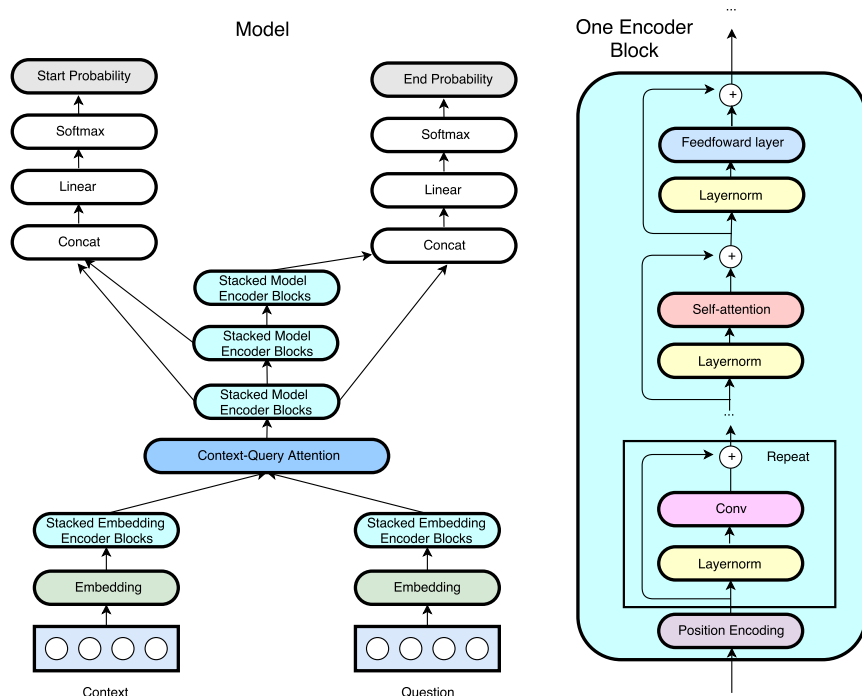 Model
Start Probability
Softmax
Linear
Concat
End Probability
Softmax
Linear
Concat
Stacked Model
Encoder Blocks
Stacked Model
Encoder Blocks
Stacked Model
Encoder Blocks
Context-Query Attention
Stacked Embedding
Encoder Blocks
Stacked Embedding
Encoder Blocks
Embedding
Embedding
Context
Question
...
One Encoder
Block
+
Feedfoward layer
Layernorm
+
Self-attention
Layernorm
...
+
Repeat
Conv
Layernorm
Position Encoding